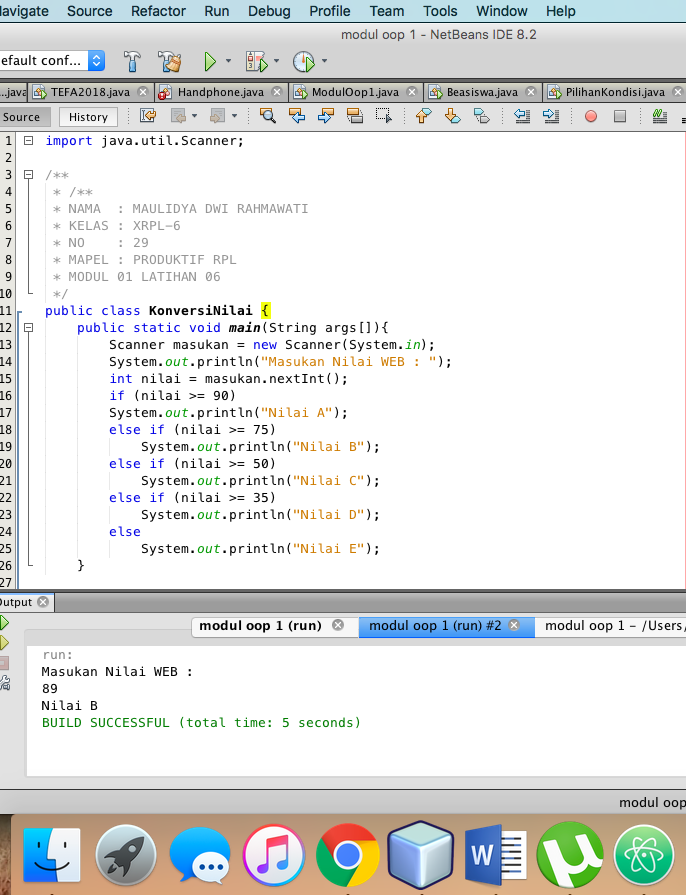 Navigate Source Refactor Run Debug Profile Team Tools Window Help
modul oop 1 - NetBeans IDE 8.2
efault conf...
...java TEFA2018.java Handphone.java ModulOop1.java Beasiswa.java PilihanKondisi.java
Source History
1 import java.util.Scanner;
2
3 /**
4 * /**
5 * NAMA : MAULIDYA DWI RAHMAWATI
6 * KELAS : XRPL-6
7 * NO : 29
8 * MAPEL : PRODUKTIF RPL
9 * MODUL 01 LATIHAN 06
10 */
11 public class KonversiNilai {
12 public static void main(String args[]){
13 Scanner masukan = new Scanner(System.in);
14 System.out.println("Masukan Nilai WEB : ");
15 int nilai = masukan.nextInt();
16 if (nilai >= 90)
17 System.out.println("Nilai A");
18 else if (nilai >= 75)
19 System.out.println("Nilai B");
20 else if (nilai >= 50)
21 System.out.println("Nilai C");
22 else if (nilai >= 35)
23 System.out.println("Nilai D");
24 else
25 System.out.println("Nilai E");
26 }
27
Output
modul oop 1 (run) modul oop 1 (run) #2 modul oop 1 - /Users/
run:
Masukan Nilai WEB :
89
Nilai B
BUILD SUCCESSFUL (total time: 5 seconds)
modul oop
W
µ